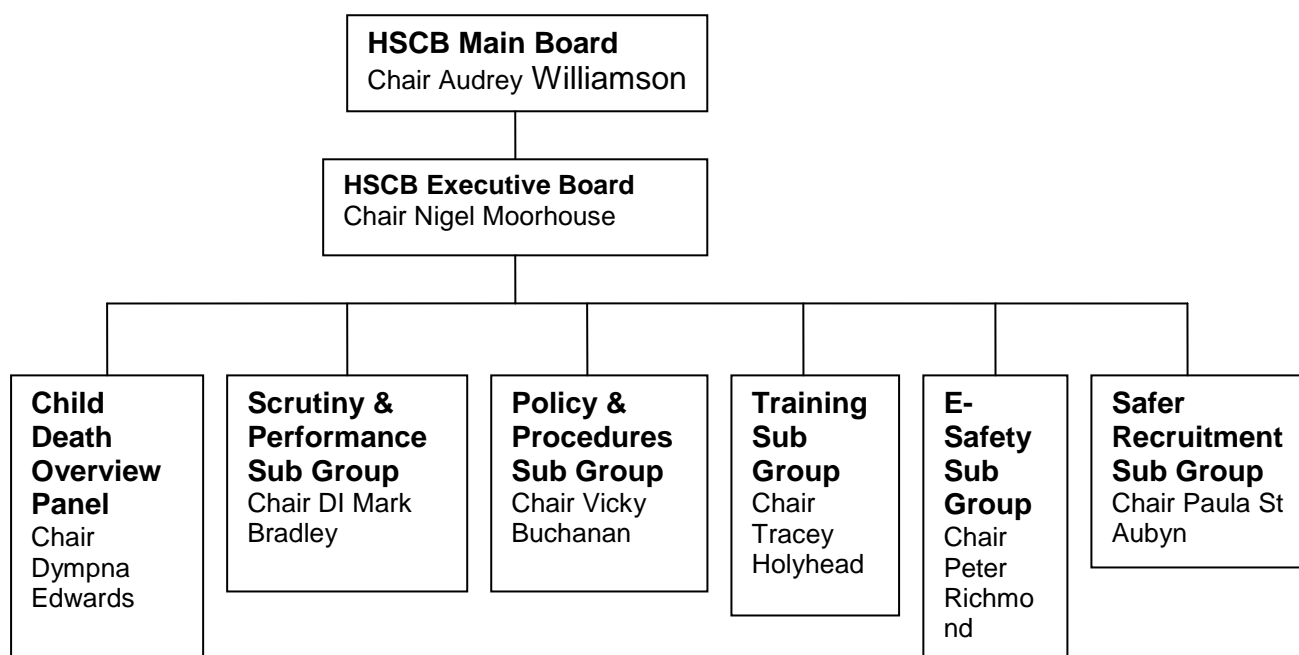 HSCB Main Board
Chair Audrey Williamson
HSCB Executive Board
Chair Nigel Moorhouse
Child
Death
Overview
Panel
Chair
Dympna
Edwards
Scrutiny &
Performance
Sub Group
Chair DI Mark
Bradley
Policy &
Procedures
Sub Group
Chair Vicky
Buchanan
Training
Sub
Group
Chair
Tracey
Holyhead
E-
Safety
Sub
Group
Chair
Peter
Richmo
nd
Safer
Recruitment
Sub Group
Chair Paula St
Aubyn